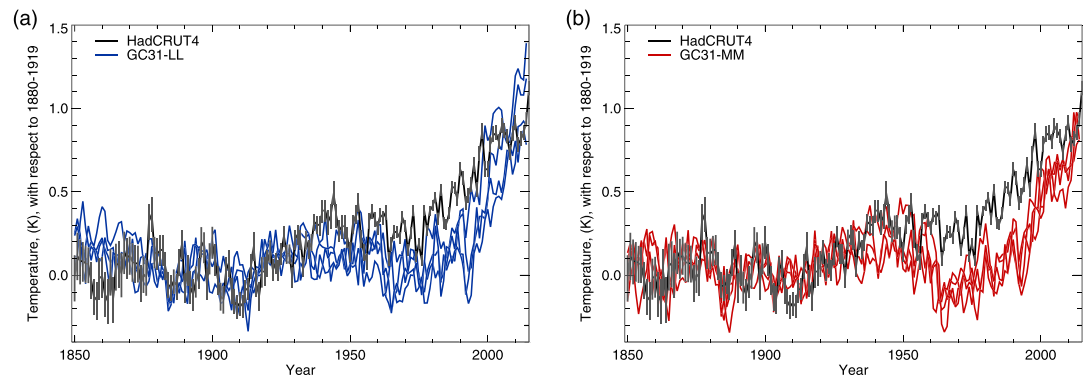 (a)
1.5
1.0
0.5
0.0
Temperature, (K), with respect to 1880-1919
HadCRUT4
GC31-LL
1850
1900
1950
2000
Year
(b)
1.5
1.0
0.5
0.0
Temperature, (K), with respect to 1880-1919
HadCRUT4
GC31-MM
1850
1900
1950
2000
Year